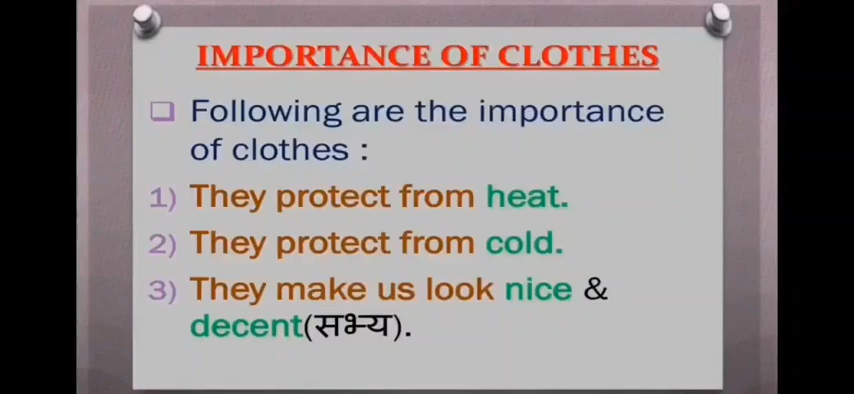 IMPORTANCE OF CLOTHES
❑ Following are the importance
of clothes :
1) They protect from heat.
2) They protect from cold.
3) They make us look nice &
decent(सभ्य).